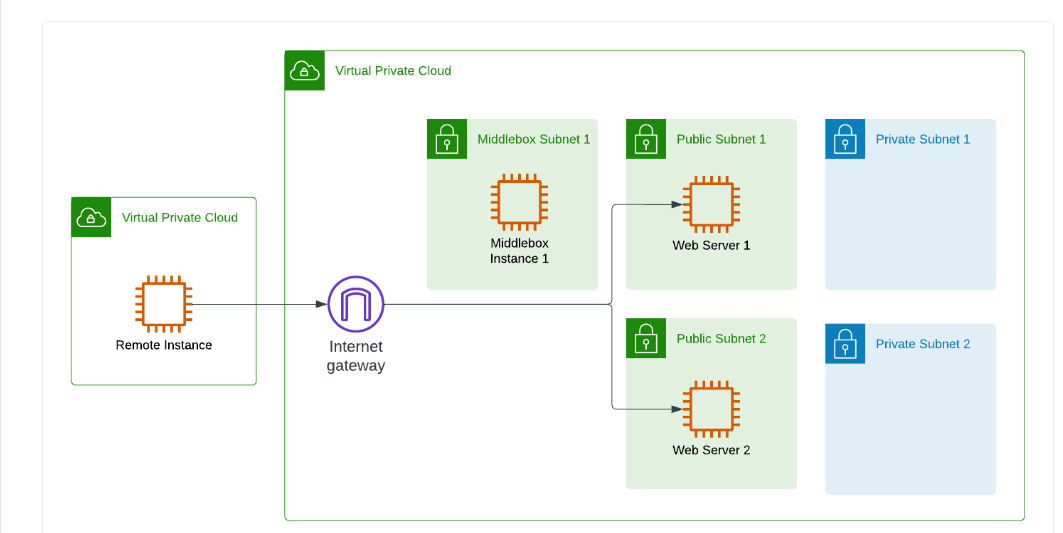 Virtual Private Cloud
Middlebox Subnet 1
Public Subnet 1
Private Subnet 1
Middlebox
Instance 1
Web Server 1
Virtual Private Cloud
Remote Instance
Internet
gateway
Public Subnet 2
Private Subnet 2
Web Server 2